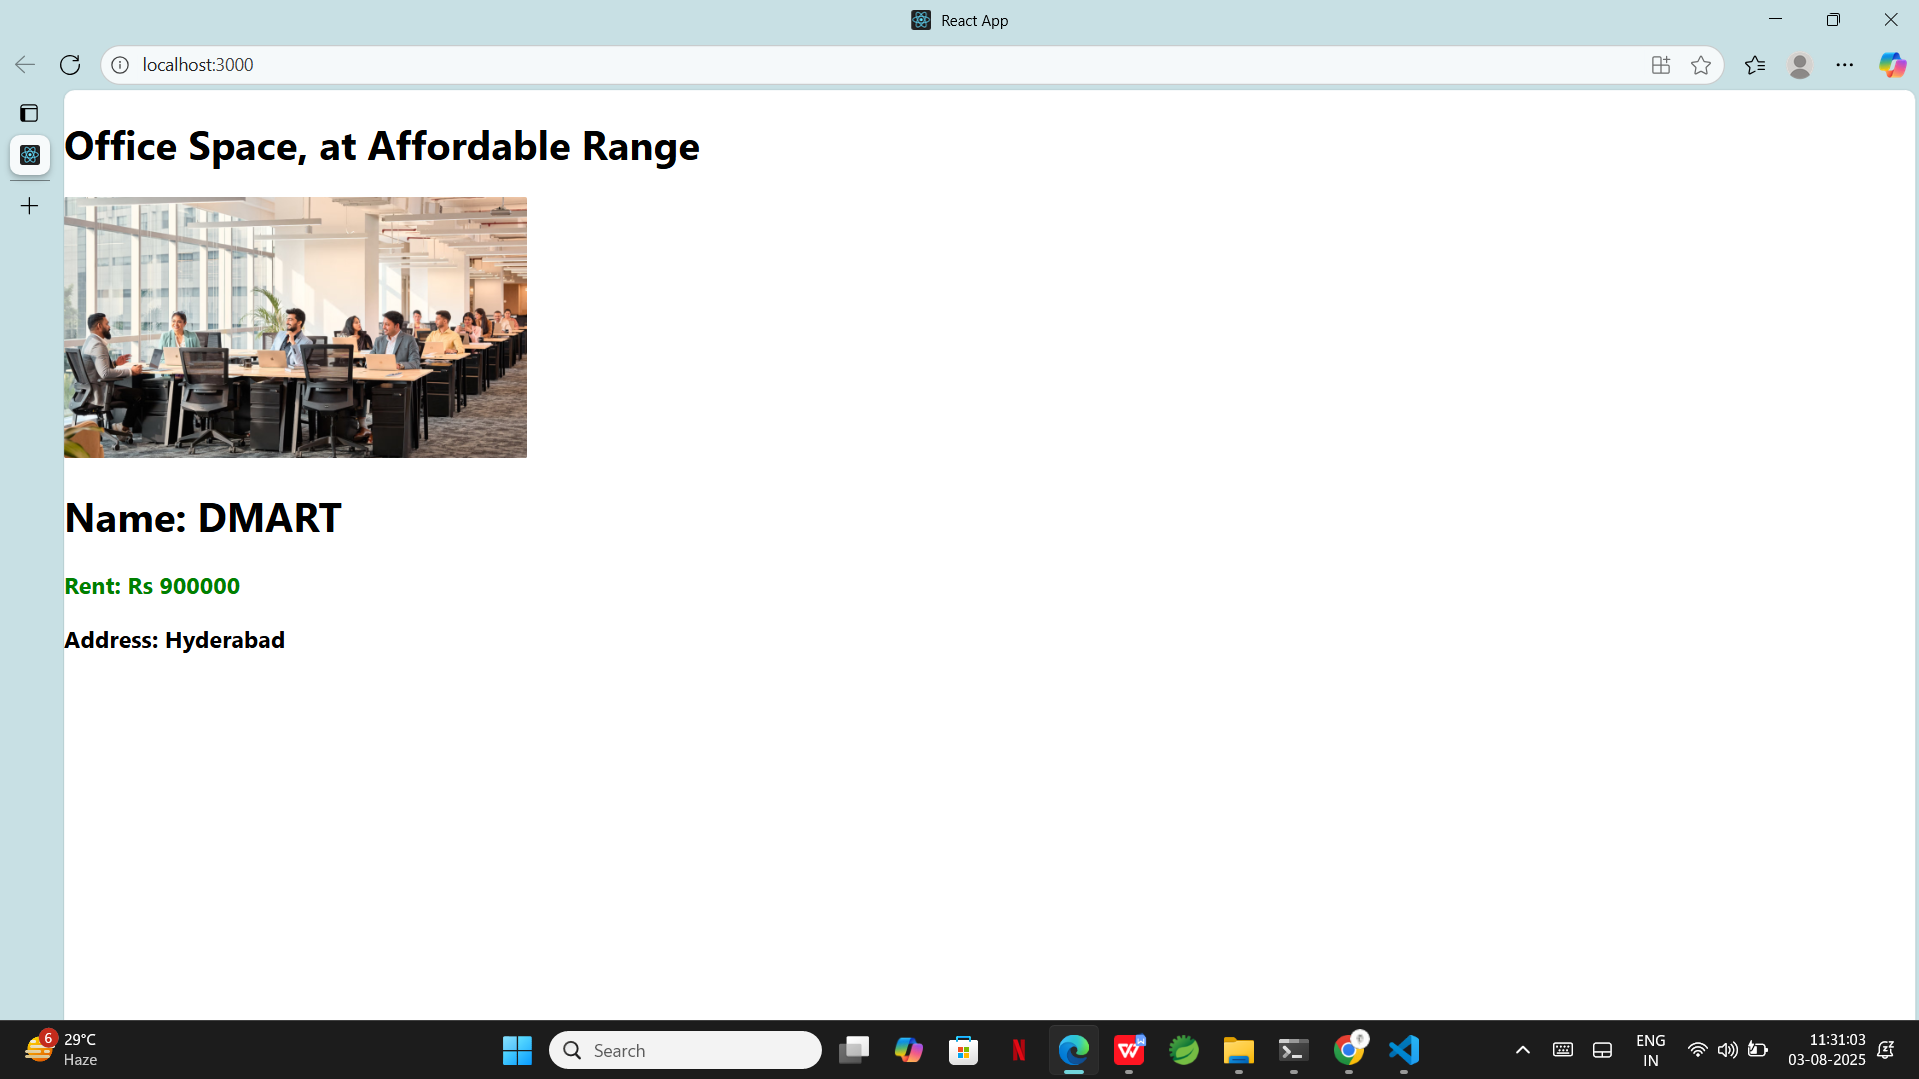 React App
localhost:3000
Office Space, at Affordable Range
Name: DMART
Rent: Rs 900000
Address: Hyderabad
6
29°C
Haze
Search
ENG
IN
11:31:03
03-08-2025